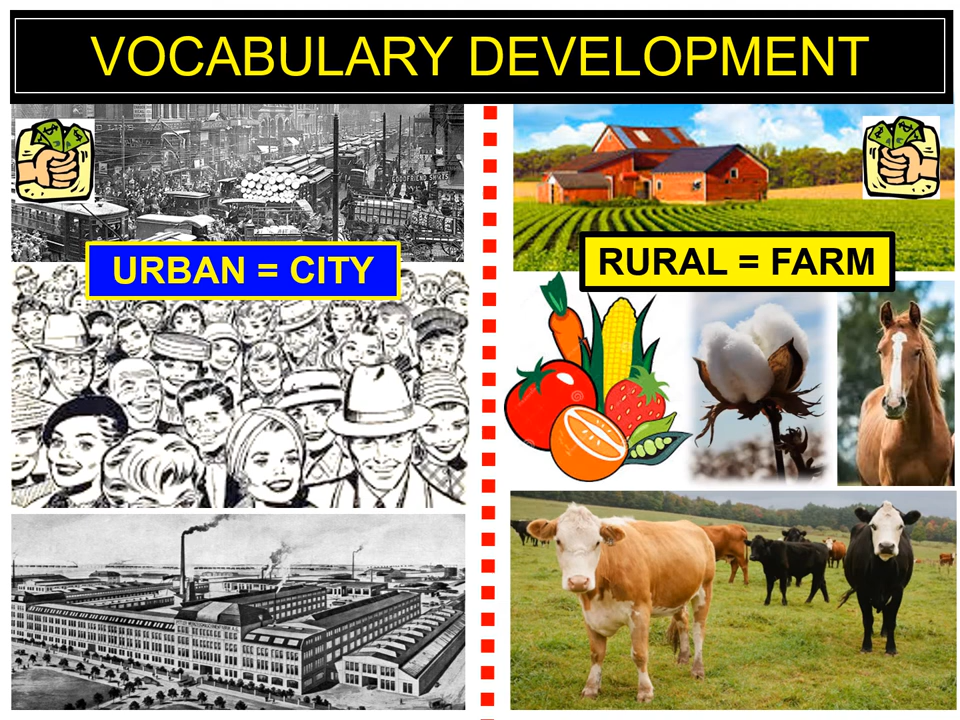 VOCABULARY DEVELOPMENT
URBAN = CITY
RURAL = FARM